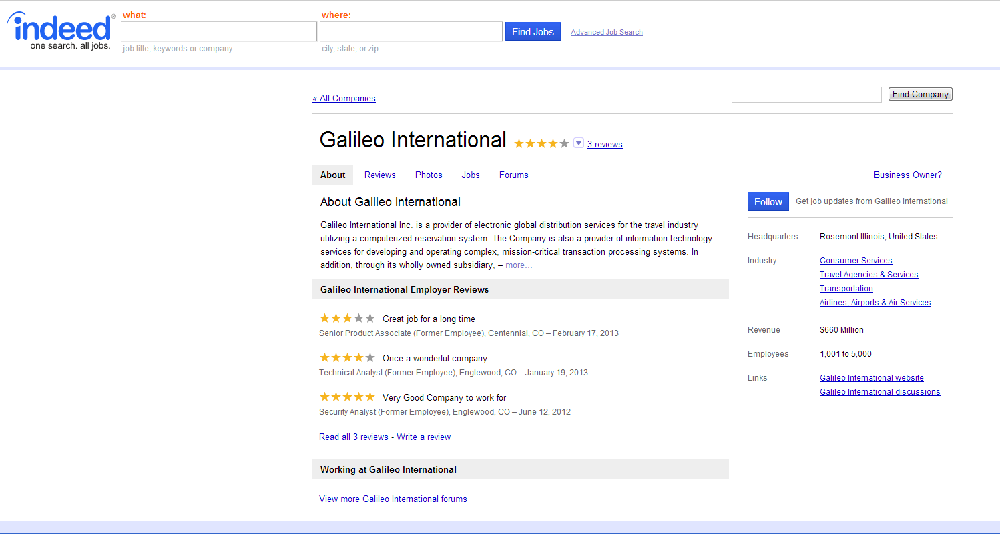 indeed®
one search. all jobs.
what:
where:
Find Jobs
Advanced Job Search
job title, keywords or company
city, state, or zip
« All Companies
Find Company
Galileo International
3 reviews
About Reviews Photos Jobs Forums Business Owner?
About Galileo International
Galileo International Inc. is a provider of electronic global distribution services for the travel industry
utilizing a computerized reservation system. The Company is also a provider of information technology
services for developing and operating complex, mission-critical transaction processing systems. In
addition, through its wholly owned subsidiary, – more...
Galileo International Employer Reviews
Great job for a long time
Senior Product Associate (Former Employee), Centennial, CO – February 17, 2013
Once a wonderful company
Technical Analyst (Former Employee), Englewood, CO – January 19, 2013
Very Good Company to work for
Security Analyst (Former Employee), Englewood, CO – June 12, 2012
Read all 3 reviews - Write a review
Working at Galileo International
View more Galileo International forums
Follow Get job updates from Galileo International
Headquarters Rosemont Illinois, United States
Industry Consumer Services
Travel Agencies & Services
Transportation
Airlines, Airports & Air Services
Revenue $660 Million
Employees 1,001 to 5,000
Links Galileo International website
Galileo International discussions